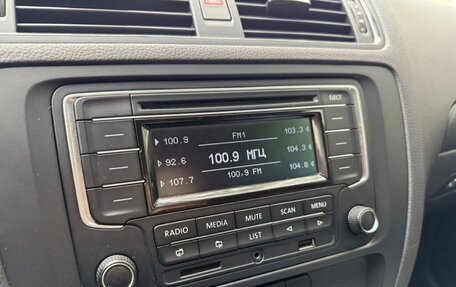 EJECT
FM1
100.9 103.3
92.6 100.9 МГЦ 104.3
107.7 100.9 FM 104.8
RADIO MEDIA MUTE SCAN MENU
LIST